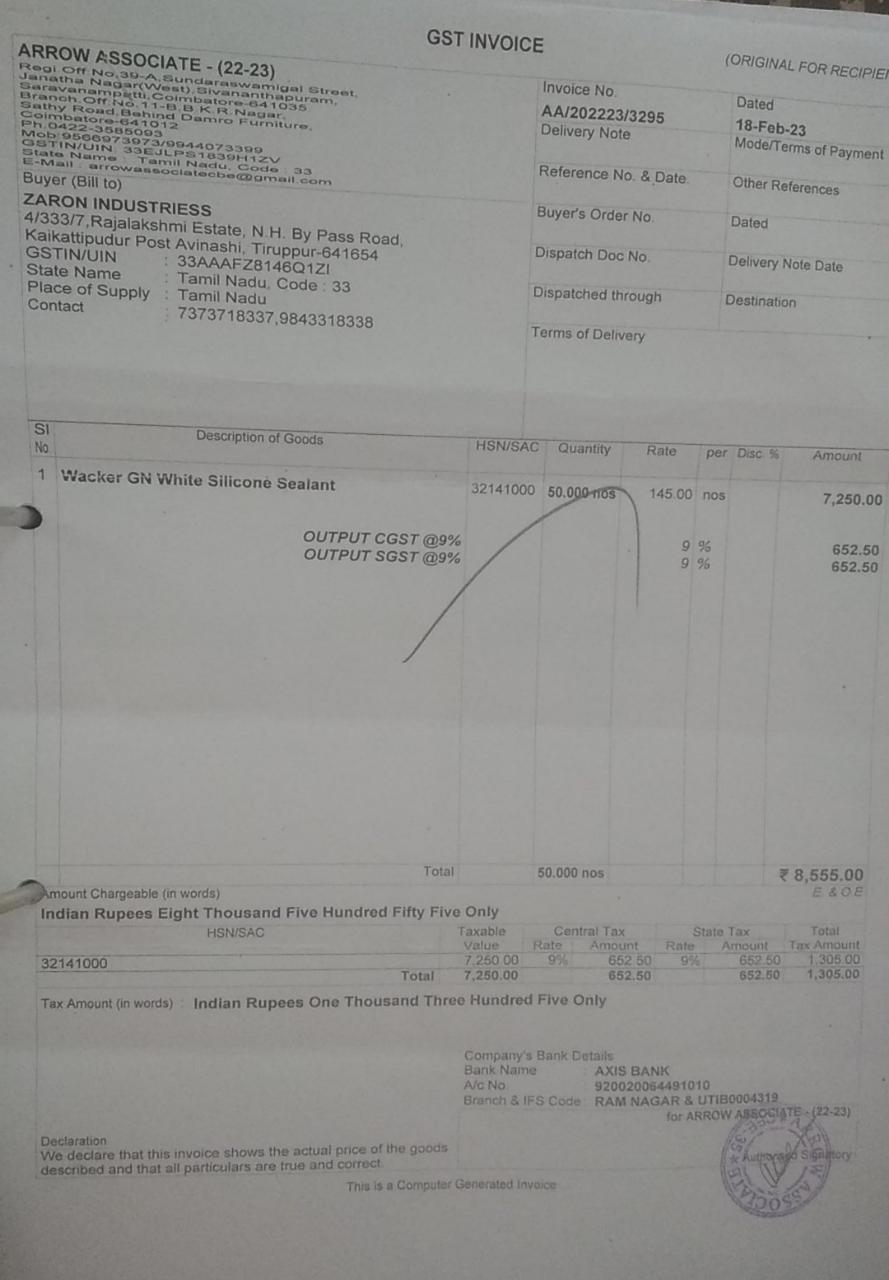 GST INVOICE
(ORIGINAL FOR RECIPIEN
ARROW ASSOCIATE - (22-23)
Regi Off No,39-A,Sundaraswamigal Street,
Janatha Nagar(West),Sivananthapuram,
Saravanampatti,Coimbatore-641035
Branch.Off:No.11-B,B.K.R.Nagar,
Sathy Road,Behind Damro Furniture,
Coimbatore-641012
Ph.0422-3585093
Mob:9566973973/9944073399
GSTIN/UIN: 33EJLPS1839H1ZV
State Name : Tamil Nadu, Code : 33
E-Mail : arrowassociatecbe@gmail.com
Invoice No.
AA/202223/3295
Dated
18-Feb-23
Delivery Note
Mode/Terms of Payment
Reference No. & Date.
Other References
Buyer (Bill to)
ZARON INDUSTRIESS
4/333/7,Rajalakshmi Estate, N.H. By Pass Road,
Kaikattipudur Post Avinashi, Tiruppur-641654
GSTIN/UIN : 33AAAFZ8146Q1ZI
State Name : Tamil Nadu, Code : 33
Place of Supply : Tamil Nadu
Contact : 7373718337,9843318338
Buyer's Order No.
Dated
Dispatch Doc No.
Delivery Note Date
Dispatched through
Destination
Terms of Delivery
SI No. Description of Goods HSN/SAC Quantity Rate per Disc. % Amount
1 Wacker GN White Silicone Sealant 32141000 50.000 nos 145.00 nos 7,250.00
OUTPUT CGST @9% 9 % 652.50
OUTPUT SGST @9% 9 % 652.50
Total 50.000 nos ₹ 8,555.00
Amount Chargeable (in words) E. & O.E
Indian Rupees Eight Thousand Five Hundred Fifty Five Only
HSN/SAC Taxable Central Tax State Tax Total
Value Rate Amount Rate Amount Tax Amount
32141000 7,250.00 9% 652.50 9% 652.50 1,305.00
Total 7,250.00 652.50 652.50 1,305.00
Tax Amount (in words) : Indian Rupees One Thousand Three Hundred Five Only
Company's Bank Details
Bank Name : AXIS BANK
A/c No. : 920020064491010
Branch & IFS Code : RAM NAGAR & UTIB0004319
for ARROW ASSOCIATE - (22-23)
Declaration
We declare that this invoice shows the actual price of the goods
described and that all particulars are true and correct.
Authorised Signatory
This is a Computer Generated Invoice